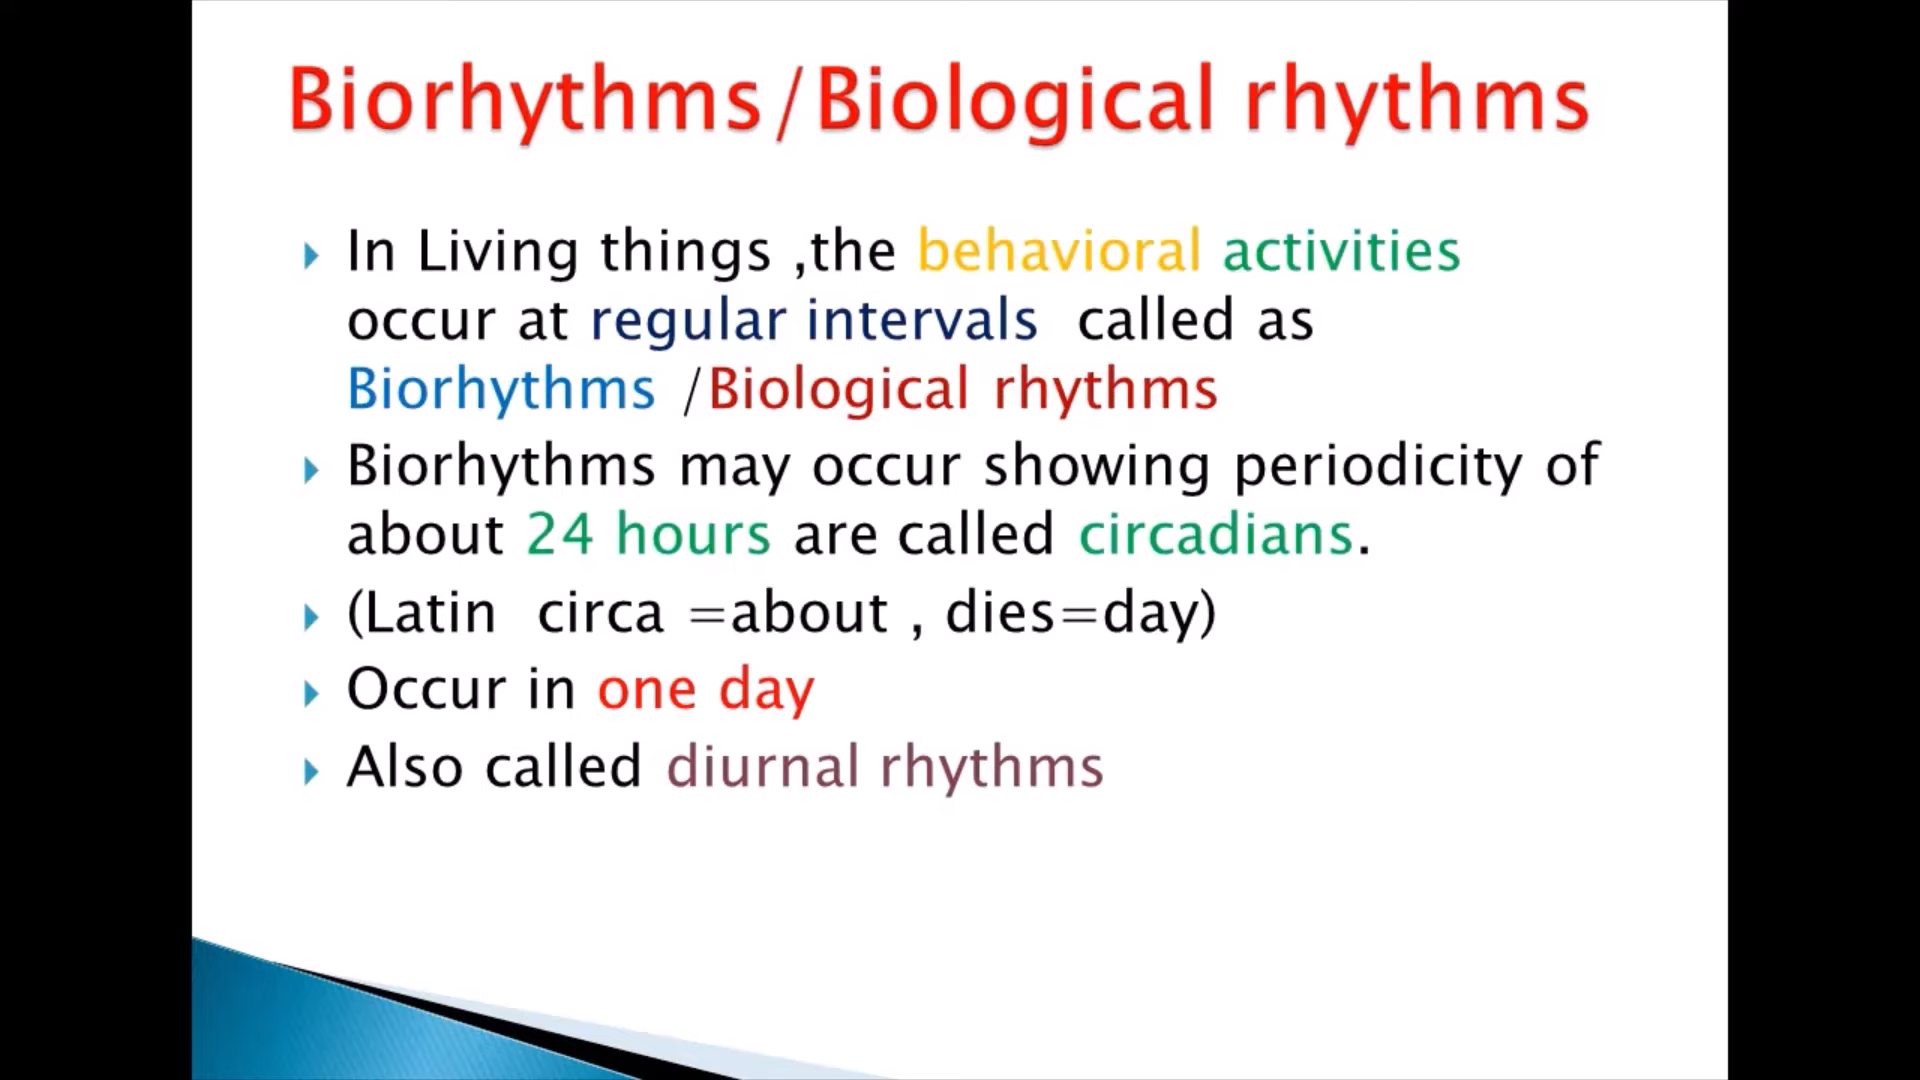 Biorhythms/Biological rhythms
In Living things ,the behavioral activities
occur at regular intervals called as
Biorhythms /Biological rhythms
Biorhythms may occur showing periodicity of
about 24 hours are called circadians.
(Latin circa =about , dies=day)
Occur in one day
Also called diurnal rhythms